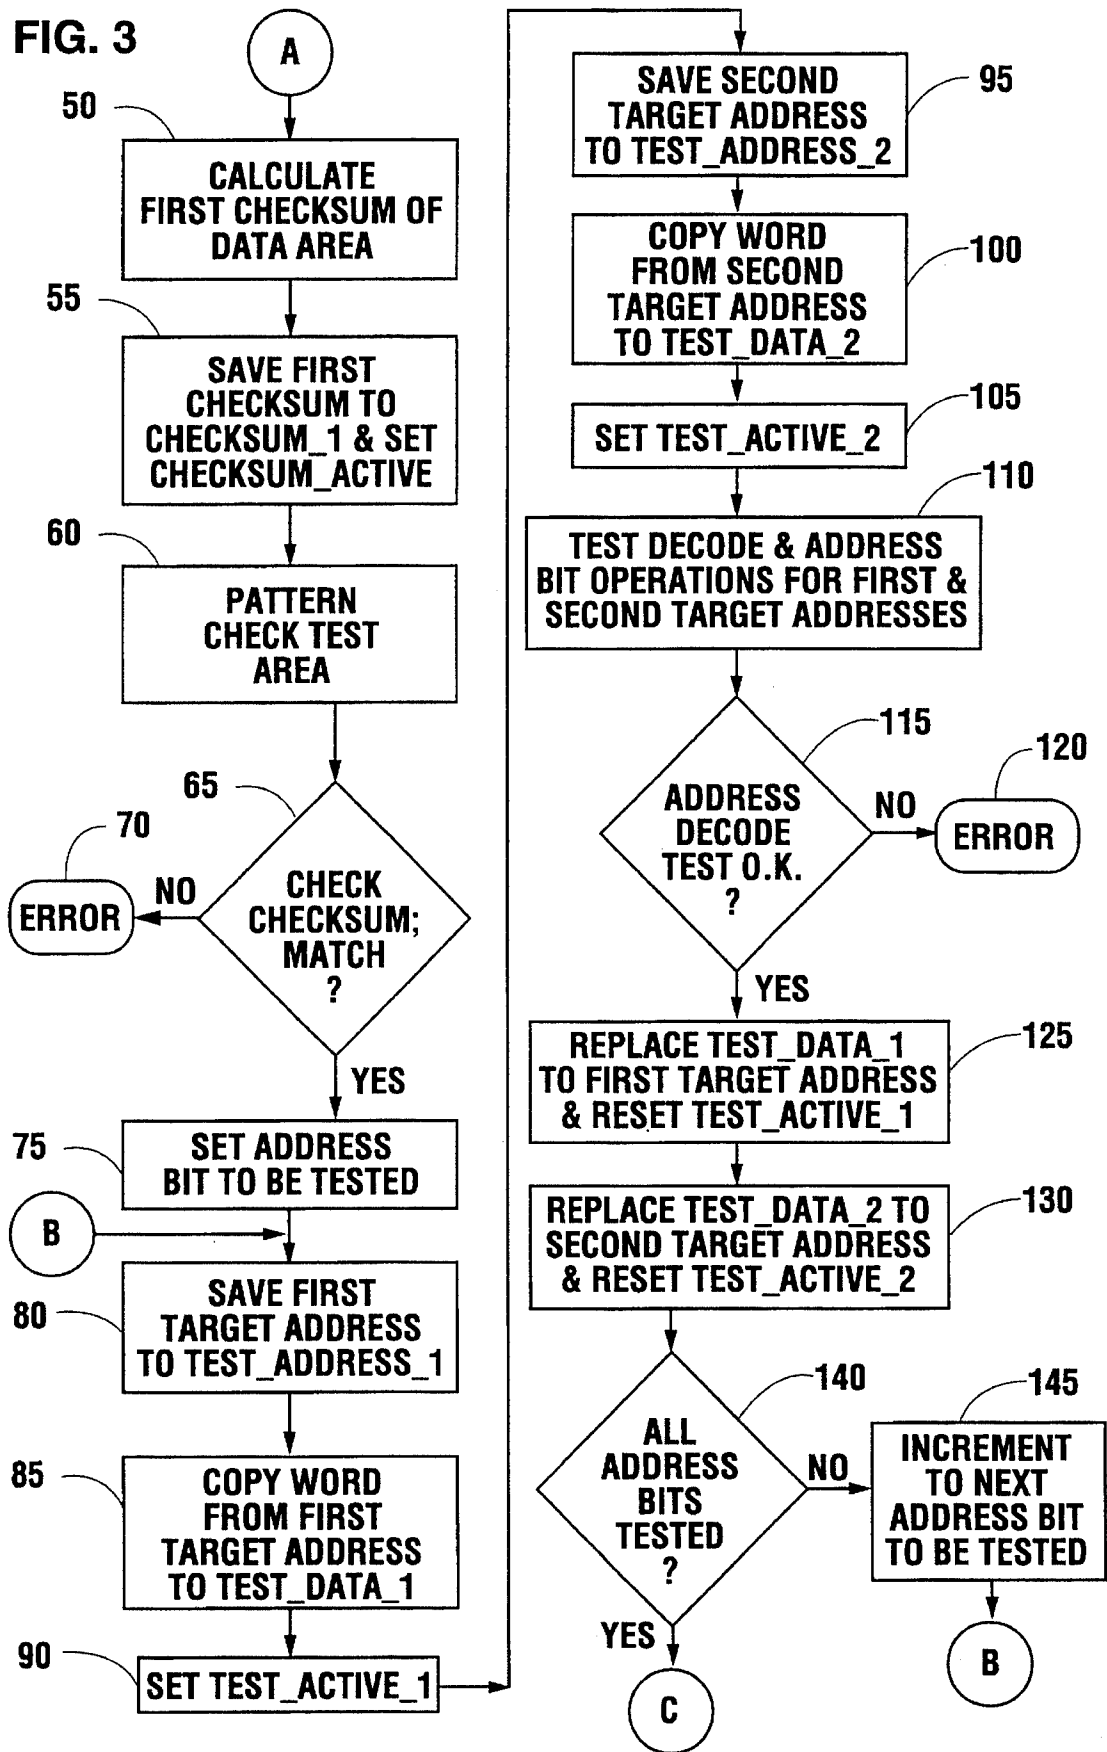 FIG. 3
A
50
CALCULATE
FIRST CHECKSUM OF
DATA AREA
55
SAVE FIRST
CHECKSUM TO
CHECKSUM_1 & SET
CHECKSUM_ACTIVE
60
PATTERN
CHECK TEST
AREA
65
CHECK
CHECKSUM;
MATCH
?
NO
70
ERROR
YES
75
SET ADDRESS
BIT TO BE TESTED
B
80
SAVE FIRST
TARGET ADDRESS
TO TEST_ADDRESS_1
85
COPY WORD
FROM FIRST
TARGET ADDRESS
TO TEST_DATA_1
90
SET TEST_ACTIVE_1
95
SAVE SECOND
TARGET ADDRESS
TO TEST_ADDRESS_2
100
COPY WORD
FROM SECOND
TARGET ADDRESS
TO TEST_DATA_2
105
SET TEST_ACTIVE_2
110
TEST DECODE & ADDRESS
BIT OPERATIONS FOR FIRST &
SECOND TARGET ADDRESSES
115
ADDRESS
DECODE
TEST O.K.
?
NO
120
ERROR
YES
125
REPLACE TEST_DATA_1
TO FIRST TARGET ADDRESS
& RESET TEST_ACTIVE_1
130
REPLACE TEST_DATA_2 TO
SECOND TARGET ADDRESS
& RESET TEST_ACTIVE_2
140
ALL
ADDRESS
BITS
TESTED
?
NO
145
INCREMENT
TO NEXT
ADDRESS BIT
TO BE TESTED
B
YES
C